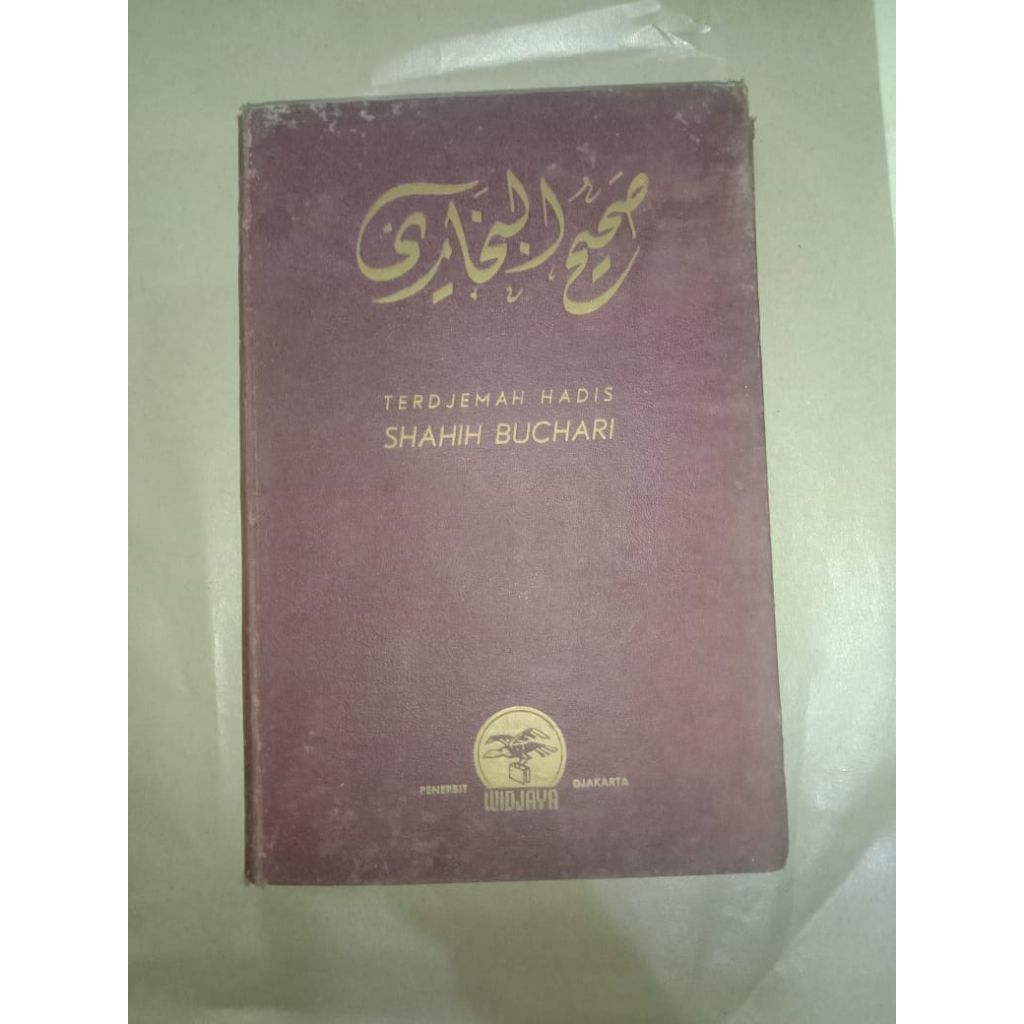 صحيح البخاري
TERDJEMAH HADIS
SHAHIH BUCHARI
PENERBIT WIDJAYA DJAKARTA